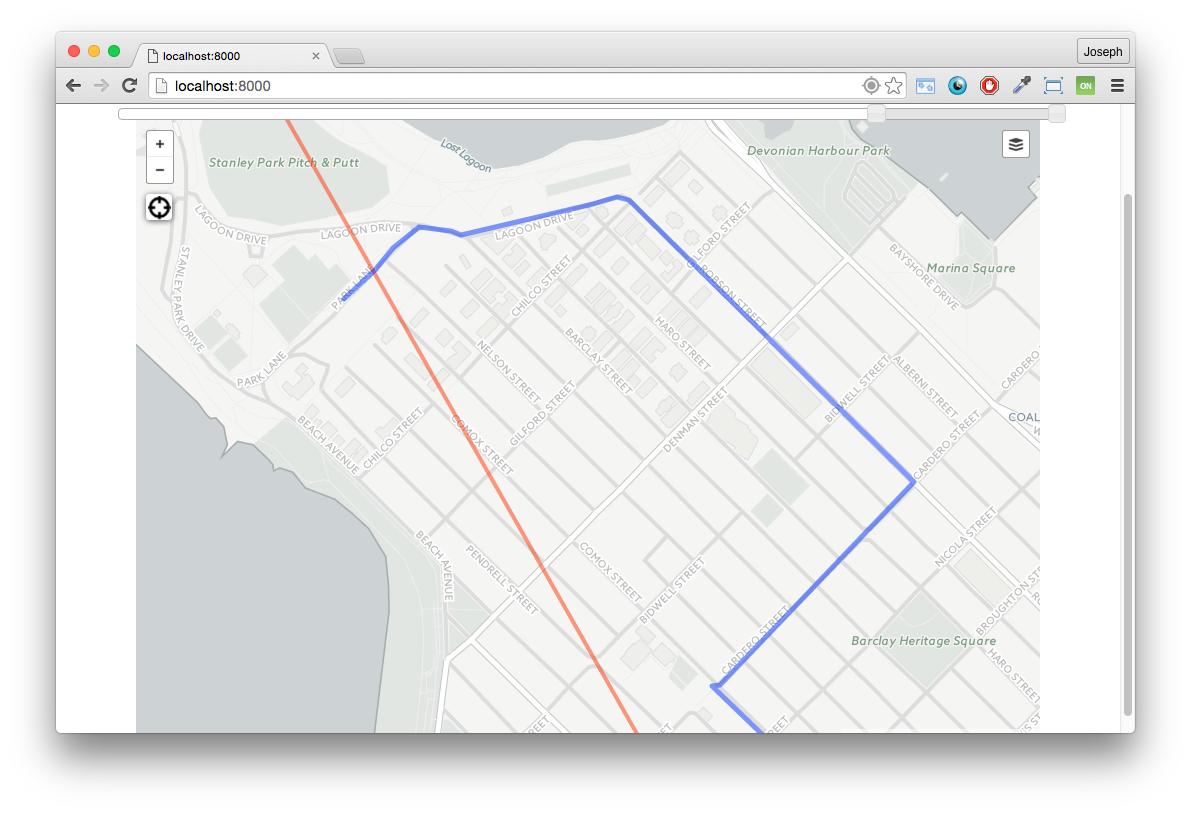 localhost:8000
Joseph
localhost:8000
ON
+
−
Stanley Park Pitch & Putt
Lost Lagoon
Devonian Harbour Park
LAGOON DRIVE
LAGOON DRIVE
LAGOON DRIVE
GILFORD STREET
STANLEY PARK DRIVE
BAYSHORE DRIVE
Marina Square
PARK LANE
CHILCO STREET
ROBSON STREET
HARO STREET
NELSON STREET
BARCLAY STREET
PARK LANE
BIDWELL STREET
ALBERNI STREET
CARDERO
COAL
W
BEACH AVENUE
CHILCO STREET
COMOX STREET
GILFORD STREET
DENMAN STREET
CARDERO STREET
BEACH AVENUE
PENDRELL STREET
COMOX STREET
BIDWELL STREET
NICOLA STREET
BROUGHTON ST
CARDERO STREET
Barclay Heritage Square
HARO STREET
STREET
STREET